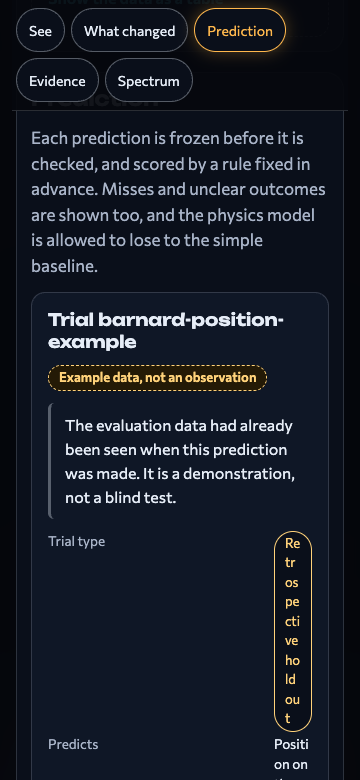 See
What changed
Prediction
Evidence
Spectrum
Each prediction is frozen before it is
checked, and scored by a rule fixed in
advance. Misses and unclear outcomes
are shown too, and the physics model
is allowed to lose to the simple
baseline.
Trial barnard-position-
example
Example data, not an observation
The evaluation data had already
been seen when this prediction
was made. It is a demonstration,
not a blind test.
Trial type
Re
tr
os
pe
cti
ve
ho
ld
ou
t
Predicts
Positi
on on